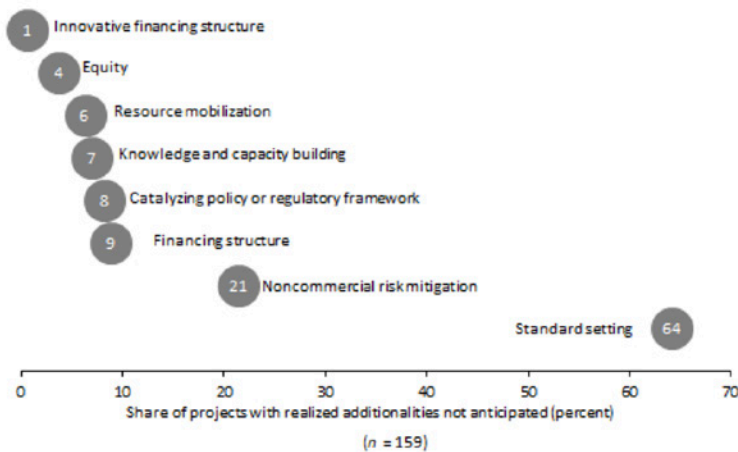 1 Innovative financing structure
4 Equity
6 Resource mobilization
7 Knowledge and capacity building
8 Catalyzing policy or regulatory framework
9 Financing structure
21 Noncommercial risk mitigation
Standard setting 64
0 10 20 30 40 50 60 70
Share of projects with realized additionalities not anticipated (percent)
(n = 159)